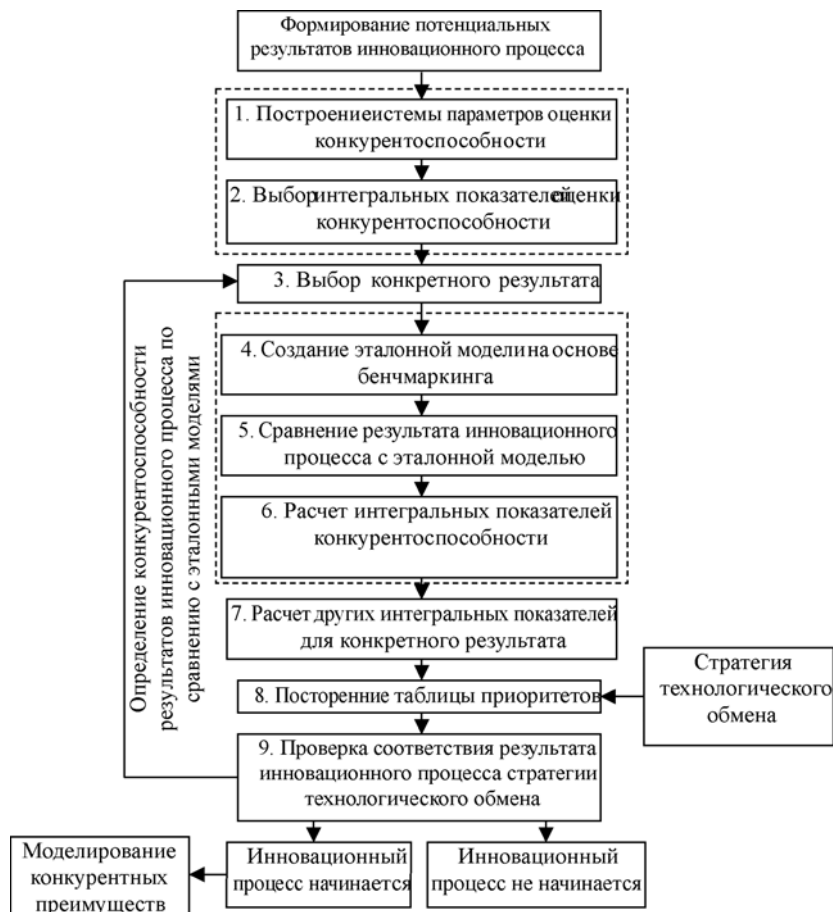 Формирование потенциальных
результатов инновационного процесса
1. Построениеистемы параметров оценки
конкурентоспособности
2. Выборинтегральных показателей оценки
конкурентоспособности
3. Выбор конкретного результата
Определение конкурентоспособности
результатов инновационного процесса по
сравнению с эталонными моделями
4. Создание эталонной модели на основе
бенчмаркинга
5. Сравнение результата инновационного
процесса с эталонной моделью
6. Расчет интегральных показателей
конкурентоспособности
7. Расчет других интегральных показателей
для конкретного результата
8. Посторенние таблицы приоритетов
Стратегия
технологического
обмена
9. Проверка соответствия результата
инновационного процесса стратегии
технологического обмена
Моделирование
конкурентных
преимуществ
Инновационный
процесс начинается
Инновационный
процесс не начинается